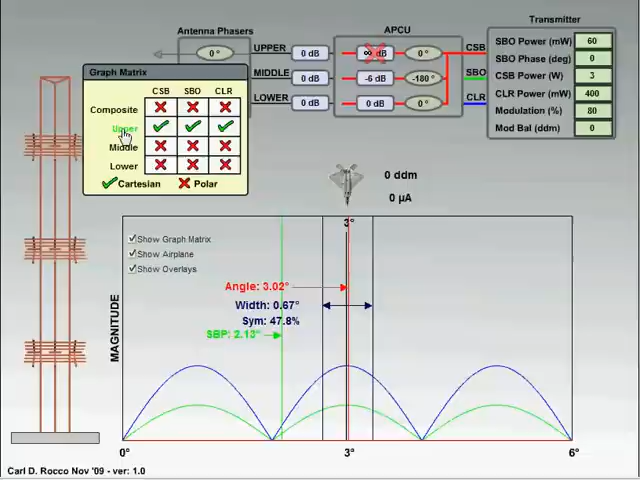 Transmitter
Antenna Phasers
APCU
0 °
UPPER
0 dB
∞ dB
0 °
CSB
SBO Power (mW)
60
SBO Phase (deg)
0
MIDDLE
0 dB
-6 dB
-180°
SBO
CSB Power (W)
3
CLR Power (mW)
400
LOWER
0 dB
0 dB
0 °
CLR
Modulation (%)
80
Mod Bal (ddm)
0
Graph Matrix
CSB SBO CLR
Composite
Upper
Middle
Lower
Cartesian
Polar
0 ddm
0 µA
3°
Show Graph Matrix
Show Airplane
Show Overlays
Angle: 3.02°
Width: 0.67°
Sym: 47.8%
SBP: 2.13°
MAGNITUDE
0°
3°
6°
Carl D. Rocco Nov '09 - ver: 1.0